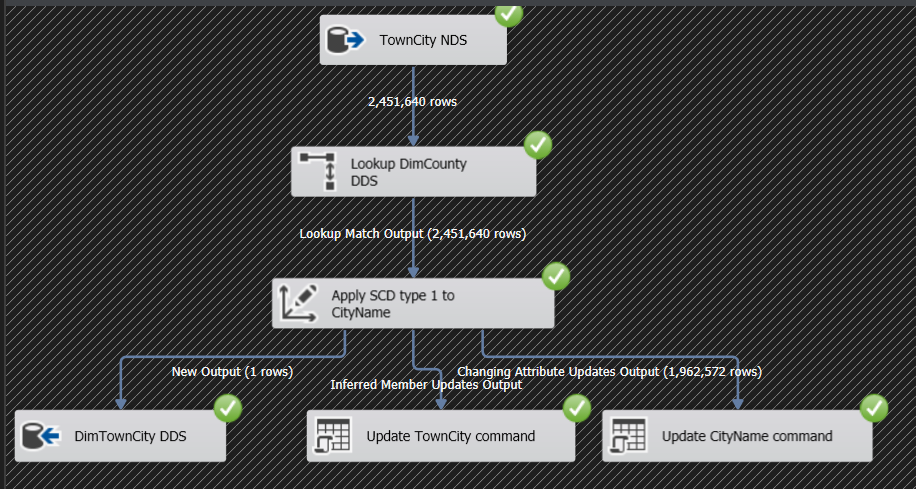 TownCity NDS
2,451,640 rows
Lookup DimCounty
DDS
Lookup Match Output (2,451,640 rows)
Apply SCD type 1 to
CityName
New Output (1 rows)
Inferred Member Updates Output
Changing Attribute Updates Output (1,962,572 rows)
DimTownCity DDS
Update TownCity command
Update CityName command